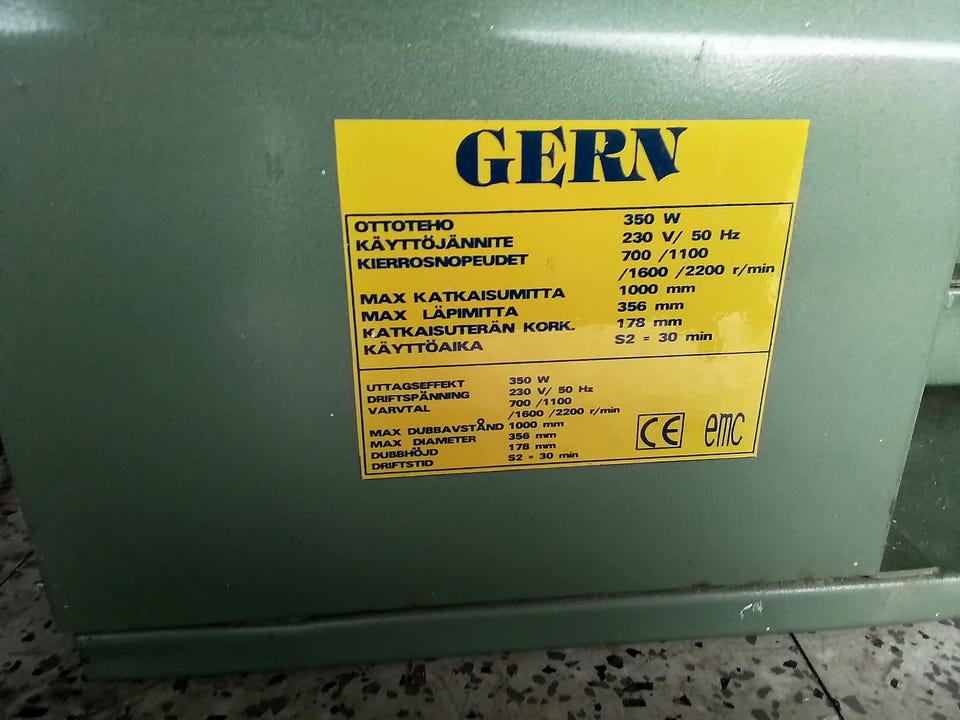 GERN
OTTOTEHO 350 W
KÄYTTÖJÄNNITE 230 V/ 50 Hz
KIERROSNOPEUDET 700 /1100
/1600 /2200 r/min
MAX KATKAISUMITTA 1000 mm
MAX LÄPIMITTA 356 mm
KATKAISUTERÄN KORK. 178 mm
KÄYTTÖAIKA S2 = 30 min
UTTAGSEFFEKT 350 W
DRIFTSPÄNNING 230 V/ 50 Hz
VARVTAL 700 /1100
/1600 /2200 r/min
MAX DUBBAVSTÅND 1000 mm
MAX DIAMETER 356 mm
DUBBHÖJD 178 mm
DRIFTSTID S2 = 30 min
CE emc